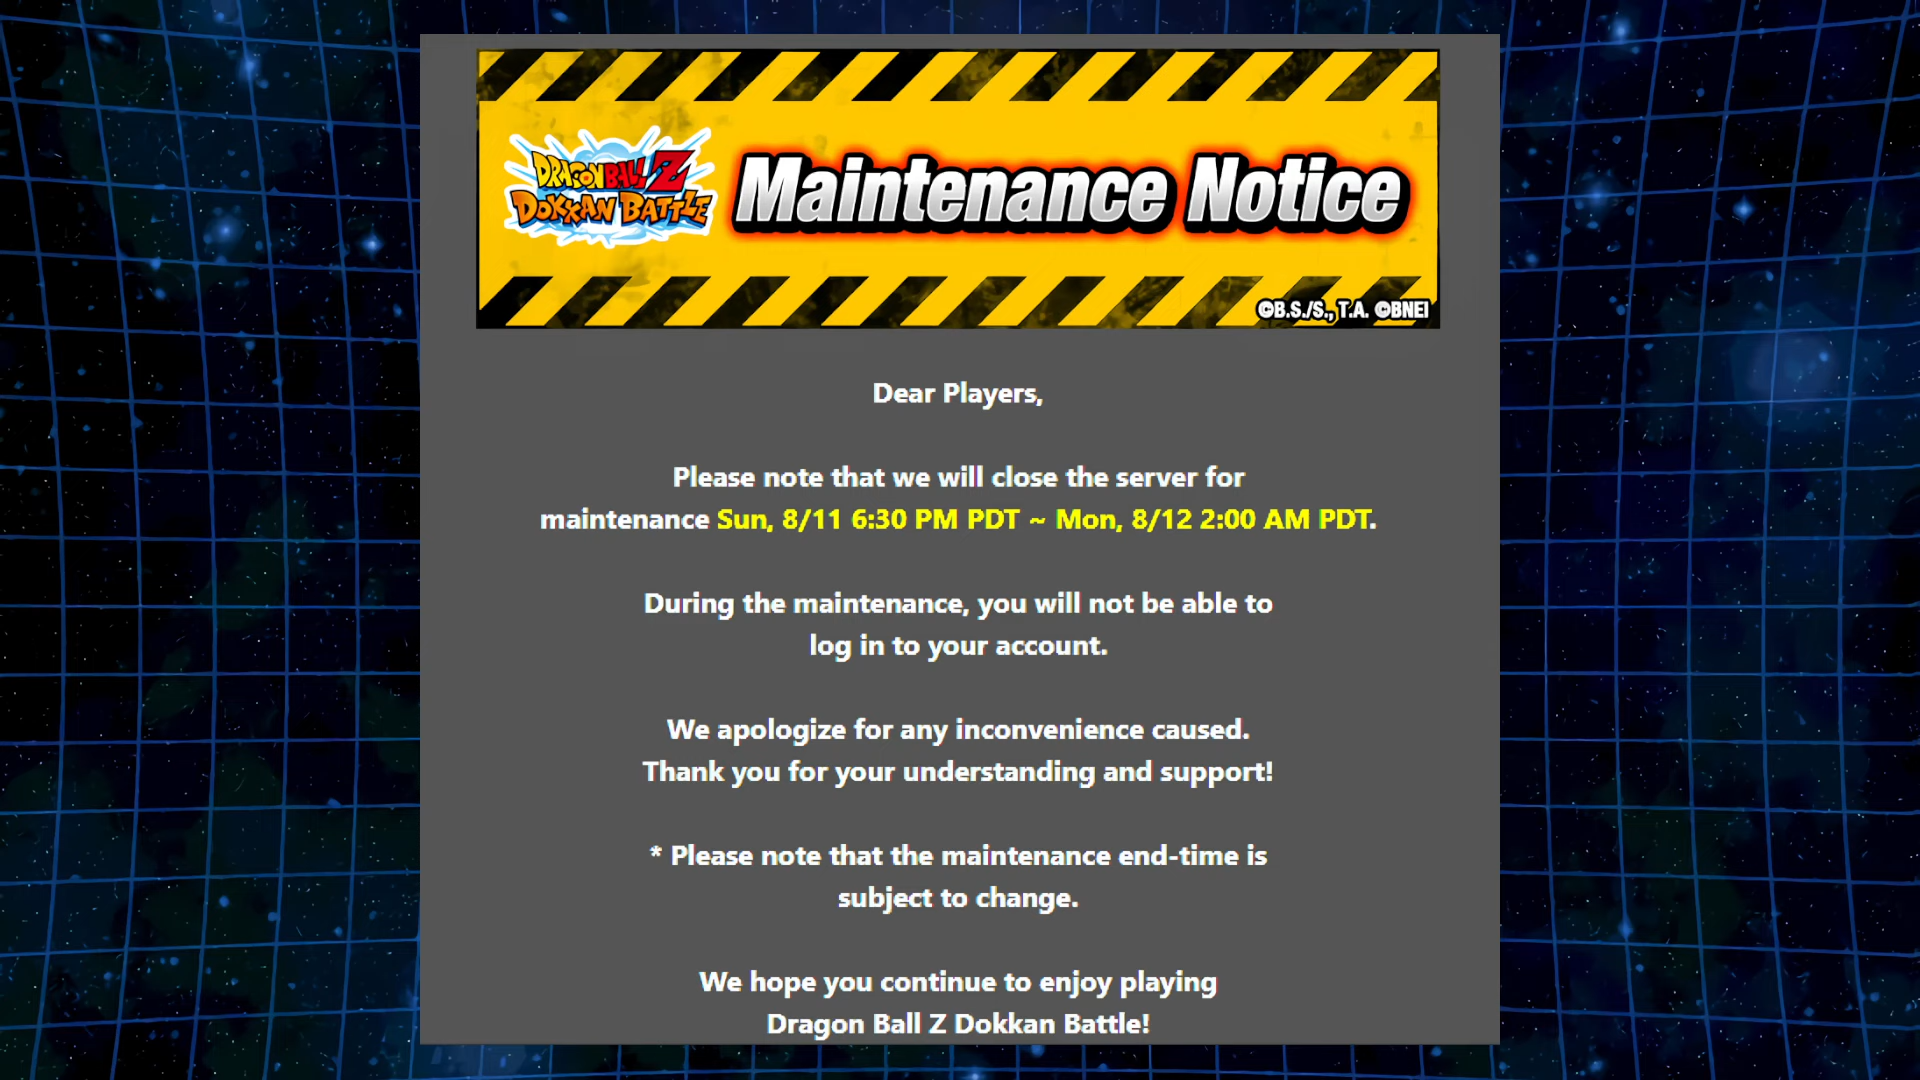 DRAGON BALL Z
DOKKAN BATTLE
Maintenance Notice
©B.S./S., T.A. ©BNEI
Dear Players,
Please note that we will close the server for
maintenance Sun, 8/11 6:30 PM PDT ~ Mon, 8/12 2:00 AM PDT.
During the maintenance, you will not be able to
log in to your account.
We apologize for any inconvenience caused.
Thank you for your understanding and support!
* Please note that the maintenance end-time is
subject to change.
We hope you continue to enjoy playing
Dragon Ball Z Dokkan Battle!